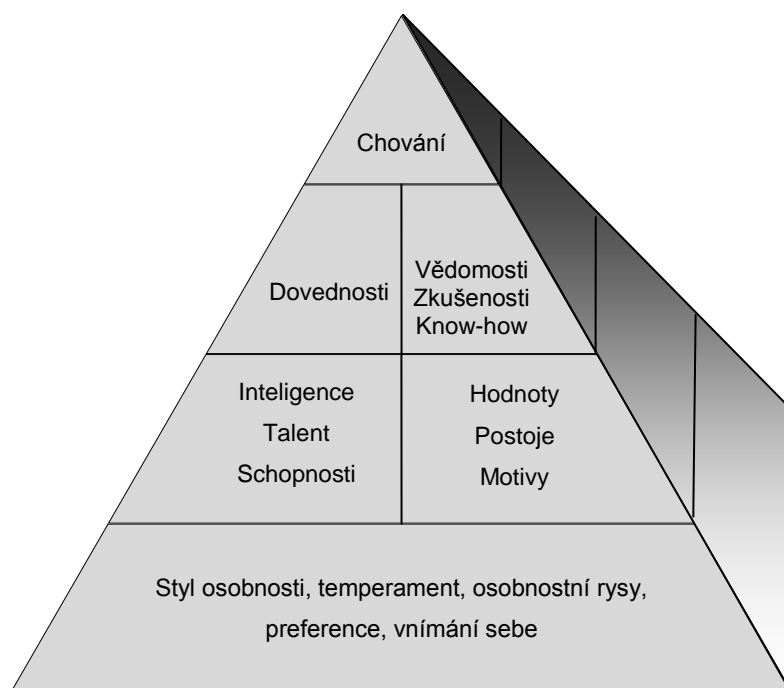 Chování
Dovednosti
Vědomosti
Zkušenosti
Know-how
Inteligence
Talent
Schopnosti
Hodnoty
Postoje
Motivy
Styl osobnosti, temperament, osobnostní rysy,
preference, vnímání sebe